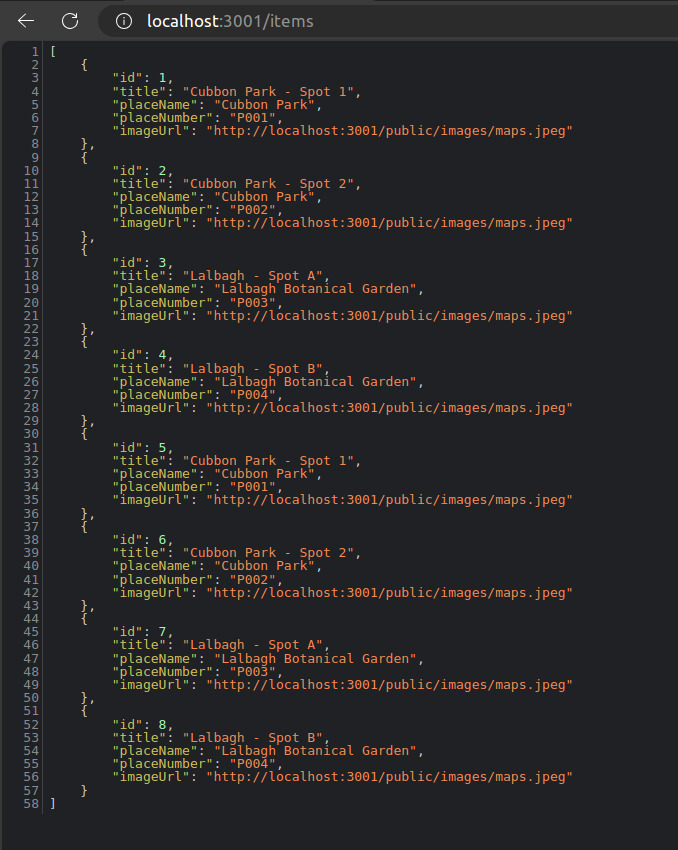 localhost:3001/items
1 [
2     {
3         "id": 1,
4         "title": "Cubbon Park - Spot 1",
5         "placeName": "Cubbon Park",
6         "placeNumber": "P001",
7         "imageUrl": "http://localhost:3001/public/images/maps.jpeg"
8     },
9     {
10         "id": 2,
11         "title": "Cubbon Park - Spot 2",
12         "placeName": "Cubbon Park",
13         "placeNumber": "P002",
14         "imageUrl": "http://localhost:3001/public/images/maps.jpeg"
15     },
16     {
17         "id": 3,
18         "title": "Lalbagh - Spot A",
19         "placeName": "Lalbagh Botanical Garden",
20         "placeNumber": "P003",
21         "imageUrl": "http://localhost:3001/public/images/maps.jpeg"
22     },
23     {
24         "id": 4,
25         "title": "Lalbagh - Spot B",
26         "placeName": "Lalbagh Botanical Garden",
27         "placeNumber": "P004",
28         "imageUrl": "http://localhost:3001/public/images/maps.jpeg"
29     },
30     {
31         "id": 5,
32         "title": "Cubbon Park - Spot 1",
33         "placeName": "Cubbon Park",
34         "placeNumber": "P001",
35         "imageUrl": "http://localhost:3001/public/images/maps.jpeg"
36     },
37     {
38         "id": 6,
39         "title": "Cubbon Park - Spot 2",
40         "placeName": "Cubbon Park",
41         "placeNumber": "P002",
42         "imageUrl": "http://localhost:3001/public/images/maps.jpeg"
43     },
44     {
45         "id": 7,
46         "title": "Lalbagh - Spot A",
47         "placeName": "Lalbagh Botanical Garden",
48         "placeNumber": "P003",
49         "imageUrl": "http://localhost:3001/public/images/maps.jpeg"
50     },
51     {
52         "id": 8,
53         "title": "Lalbagh - Spot B",
54         "placeName": "Lalbagh Botanical Garden",
55         "placeNumber": "P004",
56         "imageUrl": "http://localhost:3001/public/images/maps.jpeg"
57     }
58 ]